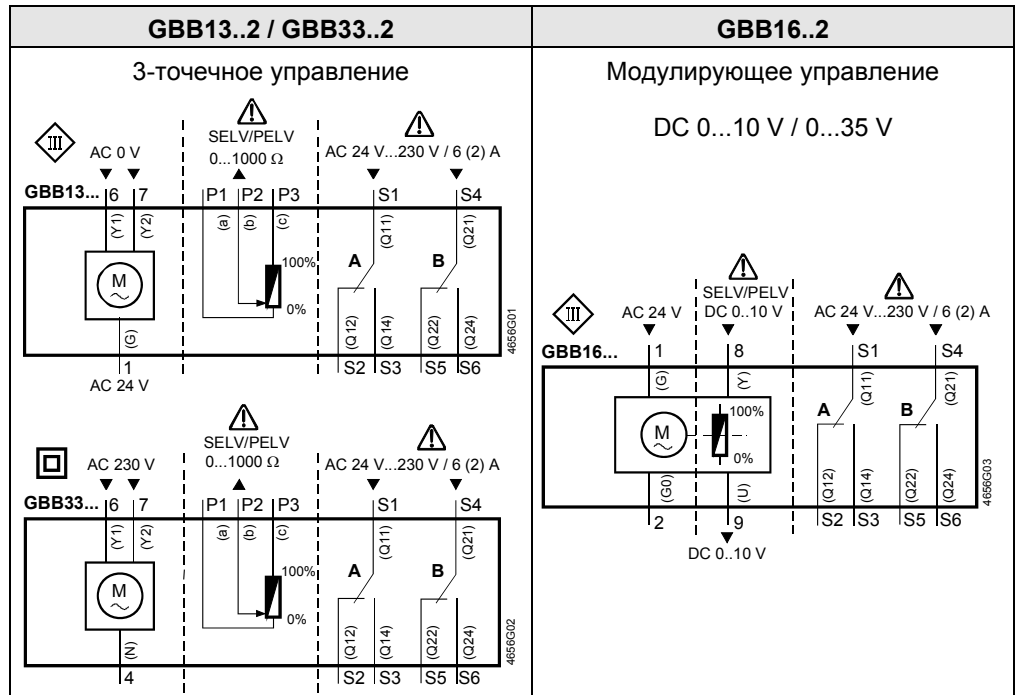 GBB13..2 / GBB33..2
3-точечное управление
AC 0 V
SELV/PELV
0...1000 Ω
AC 24 V...230 V / 6 (2) A
III
GBB13...
6 7 P1 P2 P3 S1 S4
(Y1) (Y2) (a) (b) (c) (Q11) (Q21)
100%
A B
M
0%
(G) (Q12) (Q14) (Q22) (Q24)
4656G01
1 S2 S3 S5 S6
AC 24 V
SELV/PELV
AC 230 V
0...1000 Ω
AC 24 V...230 V / 6 (2) A
GBB33...
6 7 P1 P2 P3 S1 S4
(Y1) (Y2) (a) (b) (c) (Q11) (Q21)
100%
A B
M
0%
(N) (Q12) (Q14) (Q22) (Q24)
4656G02
4 S2 S3 S5 S6
GBB16..2
Модулирующее управление
DC 0...10 V / 0...35 V
III
AC 24 V
SELV/PELV
DC 0..10 V
AC 24 V...230 V / 6 (2) A
GBB16...
1 8 S1 S4
(G) (Y) (Q11) (Q21)
100%
A B
M
0%
(G0) (U) (Q12) (Q14) (Q22) (Q24)
4656G03
2 9 S2 S3 S5 S6
DC 0..10 V